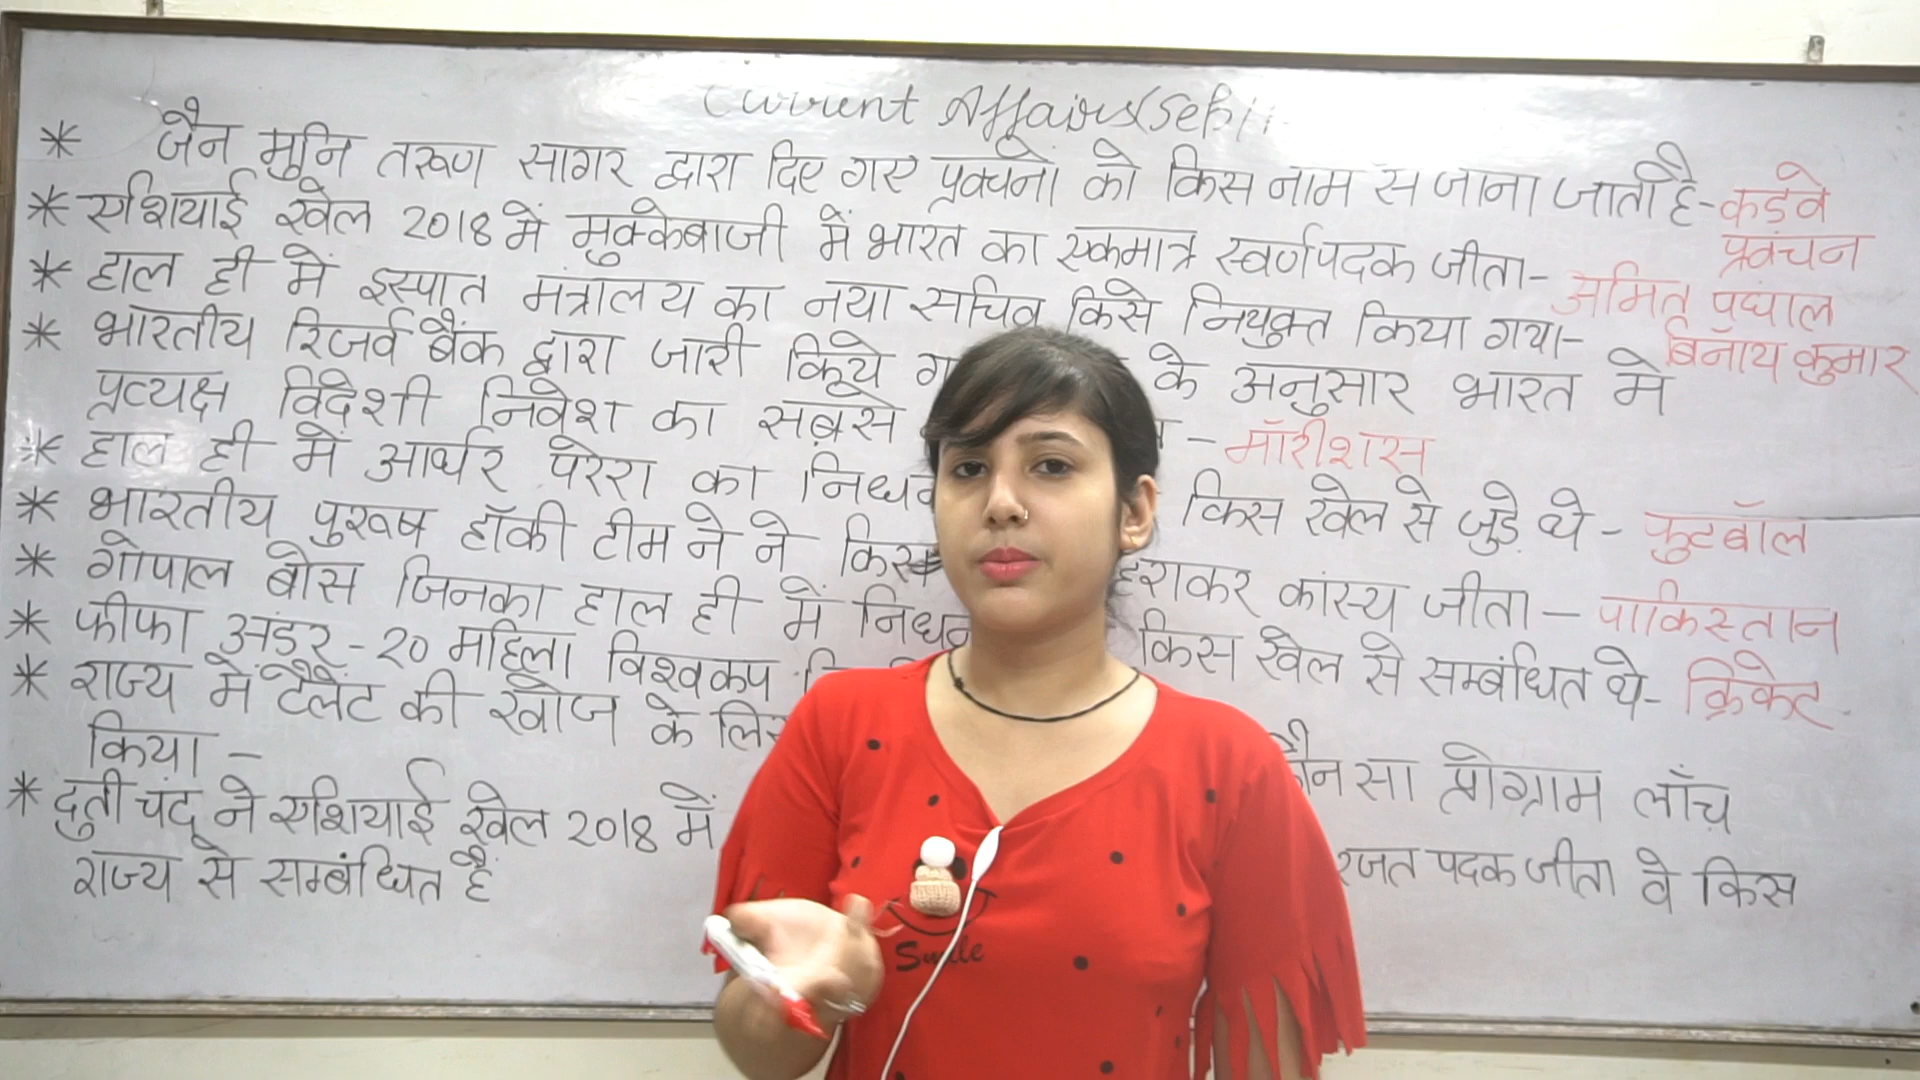 Current Affairs (Sep)
* जैन मुनि तरूण सागर द्वारा दिए गए प्रवचनों को किस नाम से जाना जाता है- कड़वे
प्रवचन
* एशियाई खेल 2018 में मुक्केबाजी में भारत का एकमात्र स्वर्णपदक जीता- अमित पंघाल
* हाल ही में इस्पात मंत्रालय का नया सचिव किसे नियुक्त किया गया- बिनॉय कुमार
* भारतीय रिजर्व बैंक द्वारा जारी किये के अनुसार भारत में
प्रत्यक्ष विदेशी निवेश का सबसे - मॉरीशस
* हाल ही में आर्थर परेरा का निधन किस खेल से जुड़े थे - फुटबॉल
* भारतीय पुरूष हॉकी टीम ने ने किस हराकर कांस्य जीता - पाकिस्तान
* गोपाल बोस जिनका हाल ही में निधन किस खेल से सम्बंधित थे- क्रिकेट
* फीफा अंडर-20 महिला विश्वकप
* राज्य में टैलेंट की खोज के लिए कौन सा प्रोग्राम लॉंच
किया -
* दुती चंद ने एशियाई खेल 2018 में रजत पदक जीता वे किस
राज्य से सम्बंधित हैं
Smile